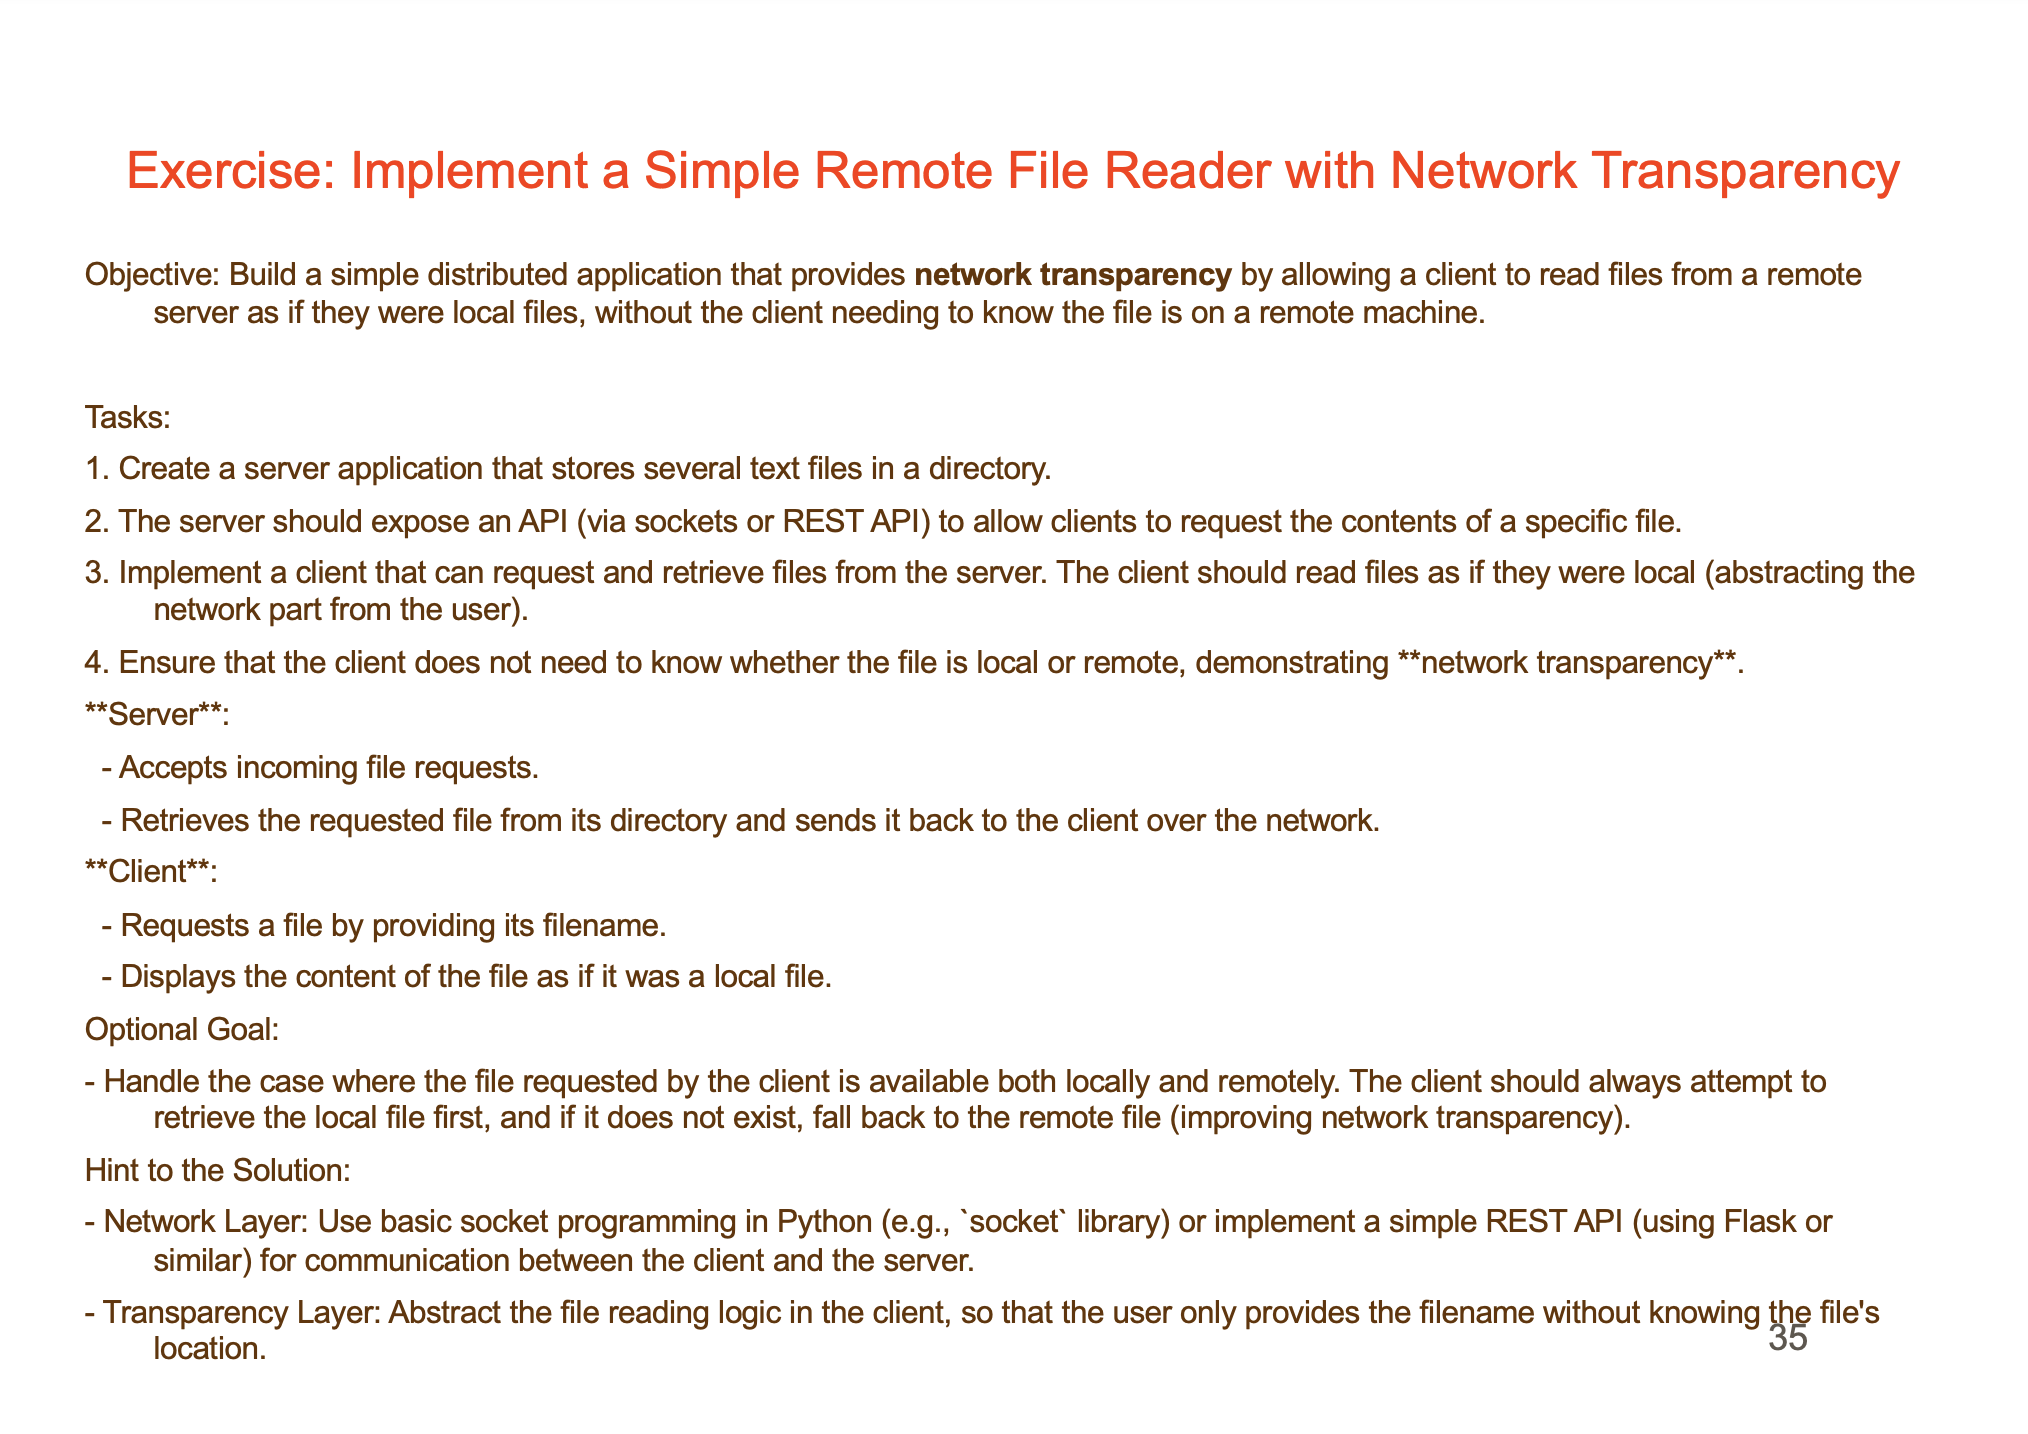 Exercise: Implement a Simple Remote File Reader with Network Transparency
Objective: Build a simple distributed application that provides network transparency by allowing a client to read files from a remote
server as if they were local files, without the client needing to know the file is on a remote machine.
Tasks:
1. Create a server application that stores several text files in a directory.
2. The server should expose an API (via sockets or REST API) to allow clients to request the contents of a specific file.
3. Implement a client that can request and retrieve files from the server. The client should read files as if they were local (abstracting the
network part from the user).
4. Ensure that the client does not need to know whether the file is local or remote, demonstrating **network transparency**.
**Server**:
- Accepts incoming file requests.
- Retrieves the requested file from its directory and sends it back to the client over the network.
**Client**:
- Requests a file by providing its filename.
- Displays the content of the file as if it was a local file.
Optional Goal:
- Handle the case where the file requested by the client is available both locally and remotely. The client should always attempt to
retrieve the local file first, and if it does not exist, fall back to the remote file (improving network transparency).
Hint to the Solution:
- Network Layer: Use basic socket programming in Python (e.g., `socket` library) or implement a simple REST API (using Flask or
similar) for communication between the client and the server.
- Transparency Layer: Abstract the file reading logic in the client, so that the user only provides the filename without knowing the file's
location.
35